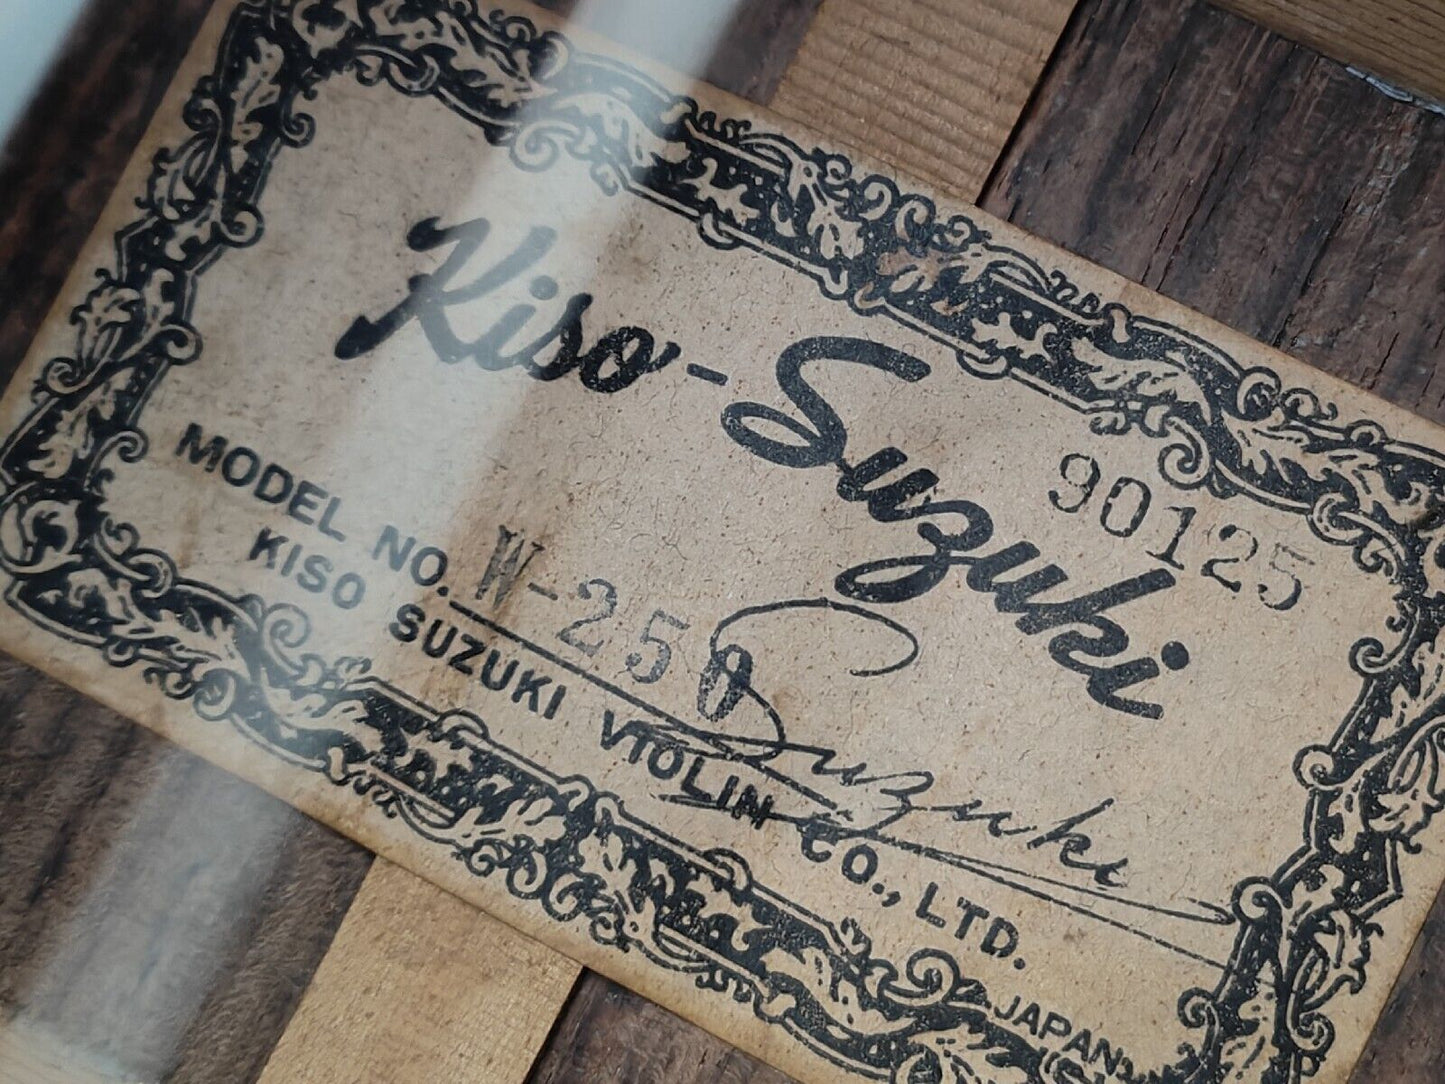 Kiso-Suzuki
90125
MODEL NO. W-250
Suzuki
KISO SUZUKI VIOLIN CO., LTD.
JAPAN